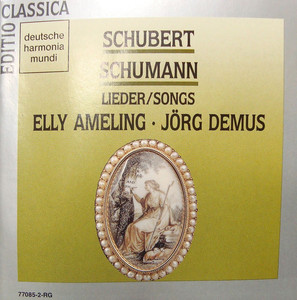 EDITIO CLASSICA
deutsche
harmonia
mundi
SCHUBERT
SCHUMANN
LIEDER/SONGS
ELLY AMELING · JÖRG DEMUS
77085-2-RG